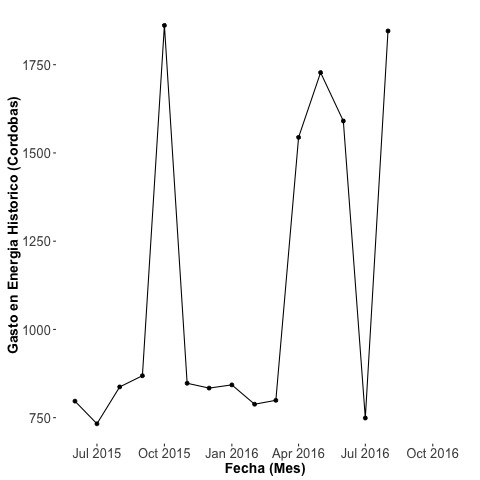 Gasto en Energia Historico (Cordobas)
1750
1500
1250
1000
750
Jul 2015 Oct 2015 Jan 2016 Apr 2016 Jul 2016 Oct 2016
Fecha (Mes)